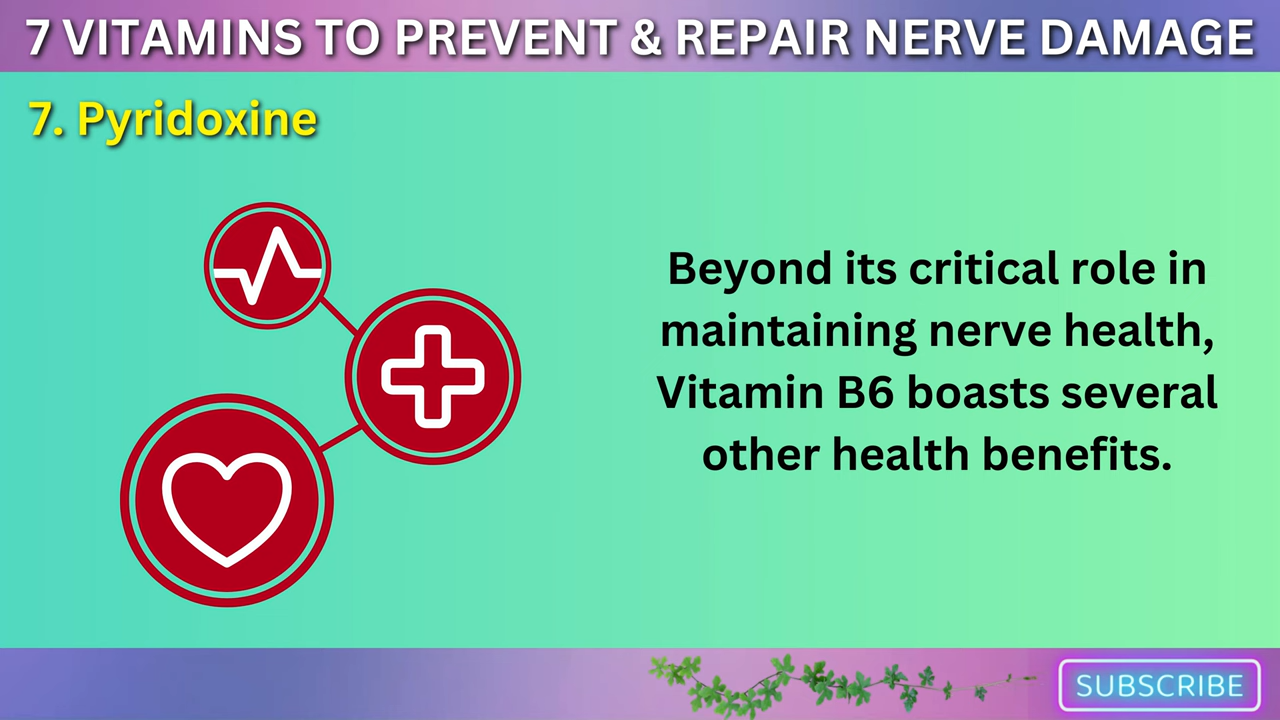 7 VITAMINS TO PREVENT & REPAIR NERVE DAMAGE
7. Pyridoxine
Beyond its critical role in
maintaining nerve health,
Vitamin B6 boasts several
other health benefits.
SUBSCRIBE